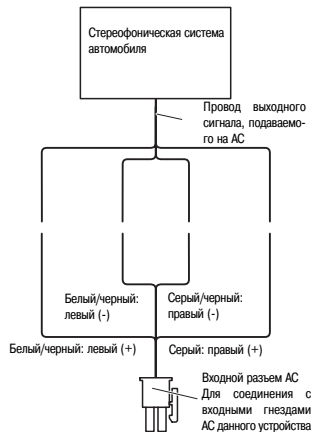 Стереофоническая система
автомобиля
Провод выходного
сигнала, подаваемо-
го на АС
Белый/черный:
левый (-)
Серый/черный:
правый (-)
Белый/черный: левый (+)
Серый: правый (+)
Входной разъем АС
Для соединения с
входными гнездами
АС данного устройства